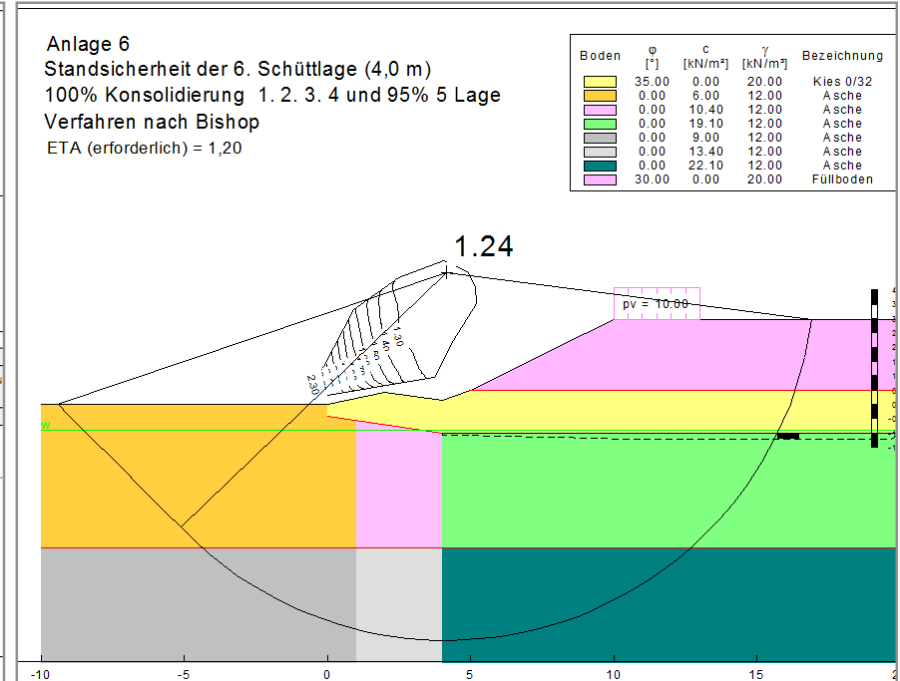 Anlage 6
Standsicherheit der 6. Schüttlage (4,0 m)
100% Konsolidierung 1. 2. 3. 4 und 95% 5 Lage
Verfahren nach Bishop
ETA (erforderlich) = 1,20
Boden φ c γ Bezeichnung
[°] [kN/m²] [kN/m³]
35.00 0.00 20.00 Kies 0/32
0.00 6.00 12.00 Asche
0.00 10.40 12.00 Asche
0.00 19.10 12.00 Asche
0.00 9.00 12.00 Asche
0.00 13.40 12.00 Asche
0.00 22.10 12.00 Asche
30.00 0.00 20.00 Füllboden
1.24
pv = 10.00
1.30
2.30
w
-10 -5 0 5 10 15